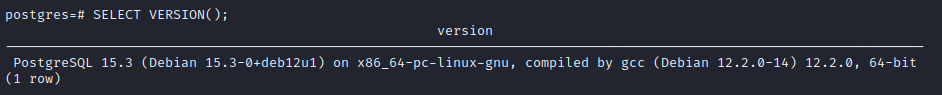 postgres=# SELECT VERSION();
version
PostgreSQL 15.3 (Debian 15.3-0+deb12u1) on x86_64-pc-linux-gnu, compiled by gcc (Debian 12.2.0-14) 12.2.0, 64-bit
(1 row)